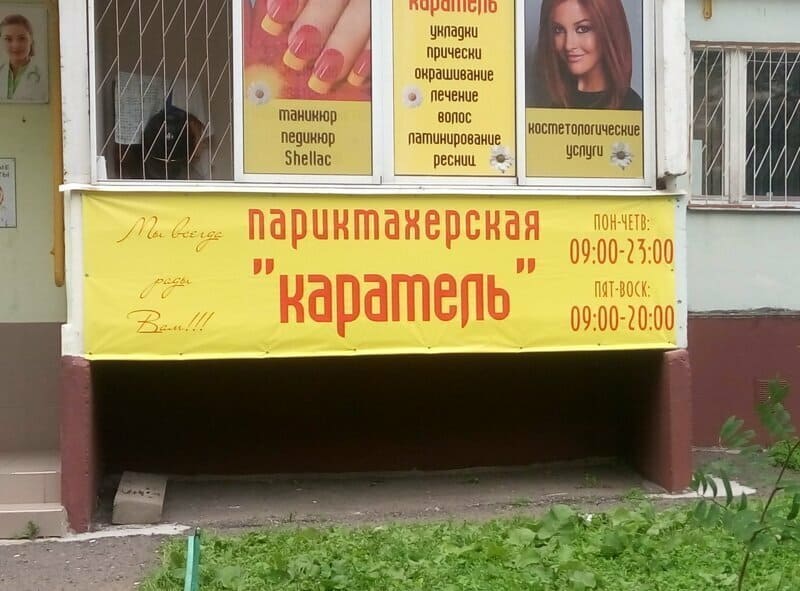 карамель
укладки
прически
окрашивание
лечение
волос
ламинирование
ресниц
маникюр
педикюр
Shellac
косметологические
услуги
Мы всегда
рады
Вам!!!
парикмахерская
"карамель"
ПОН-ЧЕТВ:
09:00-23:00
ПЯТ-ВОСК:
09:00-20:00